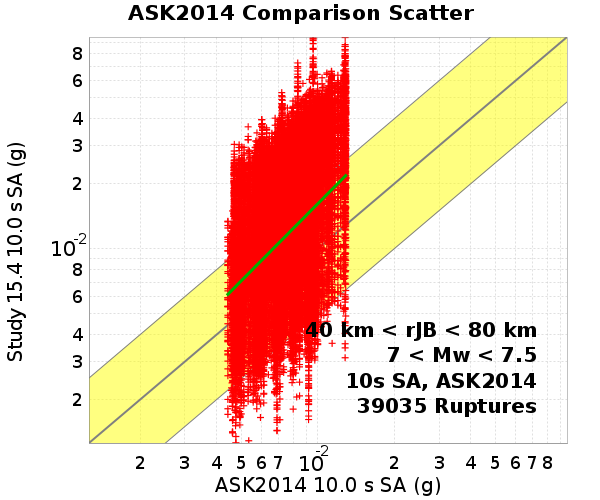 ASK2014 Comparison Scatter
Study 15.4 10.0 s SA (g)
8
6
4
3
2
10-2
8
6
4
3
2
40 km < rJB < 80 km
7 < Mw < 7.5
10s SA, ASK2014
39035 Ruptures
2 3 4 5 6 7 10-2 2 3 4 5 6 7 8
ASK2014 10.0 s SA (g)